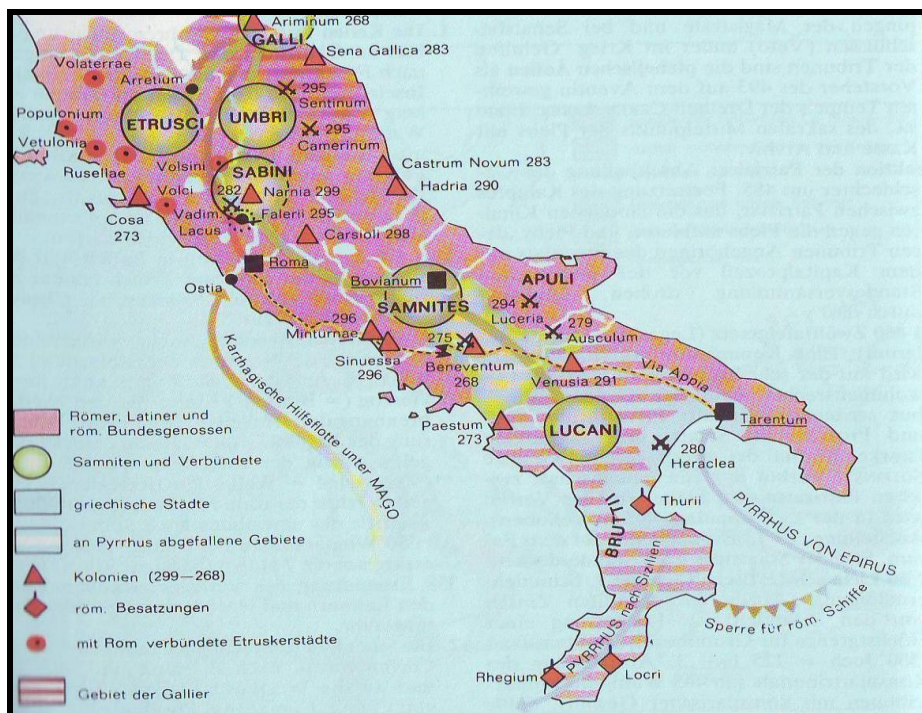 Ariminum 268
GALLI
Sena Gallica 283
Volaterrae
Arretium
295
Sentinum
ETRUSCI
UMBRI
Populonium
295
Camerinum
Vetulonia
Rusellae
Volsini
SABINI
Castrum Novum 283
Hadria 290
282
Narnia 299
Volci
Vadim.
Lacus
Falerii 295
Cosa
273
Carsioli 298
Roma
Ostia
Bovianum
APULI
SAMNITES
294
Luceria
279
Ausculum
296
Minturnae
275
Sinuessa
296
Beneventum
268
Venusia 291
Via Appia
Tarentum
Paestum
273
LUCANI
280
Heraclea
Thurii
BRUTTII
PYRRHUS VON EPIRUS
Sperre für röm. Schiffe
PYRRHUS nach Sizilien
Rhegium
Locri
Karthagische Hilfsflotte unter MAGO
Römer, Latiner und
röm. Bundesgenossen
Samniten und Verbündete
griechische Städte
an Pyrrhus abgefallene Gebiete
Kolonien (299—268)
röm. Besatzungen
mit Rom verbündete Etruskerstädte
Gebiet der Gallier